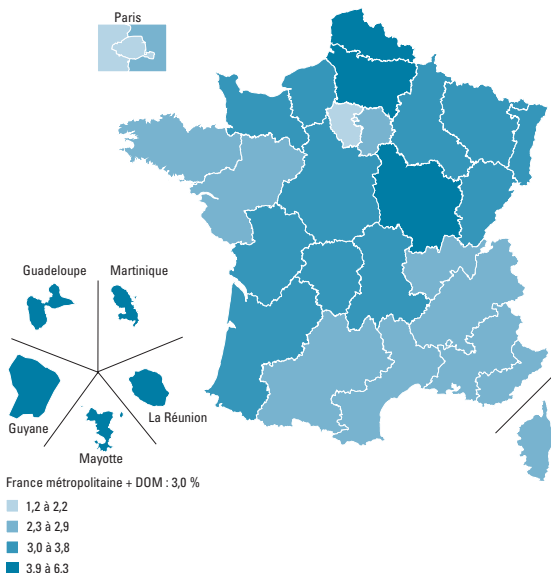 Paris
Guadeloupe
Martinique
La Réunion
Guyane
Mayotte
France métropolitaine + DOM : 3,0 %
1,2 à 2,2
2,3 à 2,9
3,0 à 3,8
3,9 à 6,3